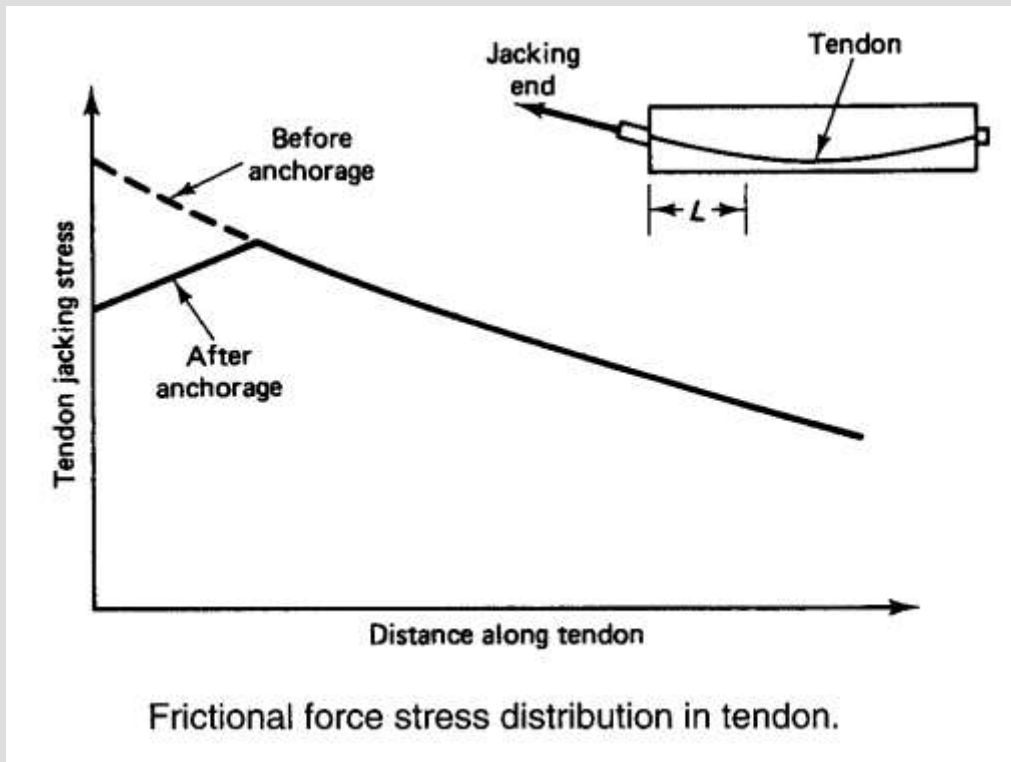 Jacking
end
Tendon
Before
anchorage
L
Tendon jacking stress
After
anchorage
Distance along tendon
Frictional force stress distribution in tendon.